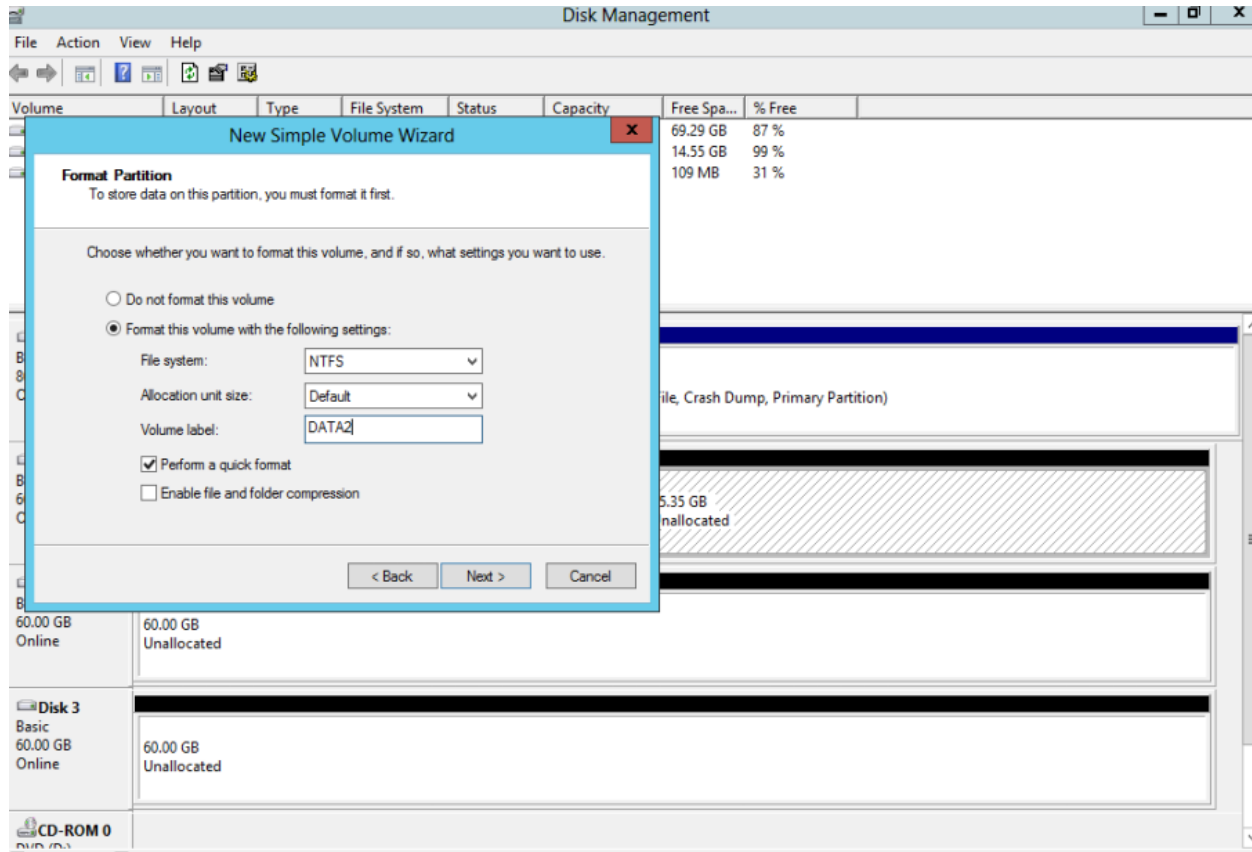 Disk Management
File Action View Help
Volume Layout Type File System Status Capacity Free Spa... % Free
69.29 GB 87 %
14.55 GB 99 %
109 MB 31 %
New Simple Volume Wizard
Format Partition
To store data on this partition, you must format it first.
Choose whether you want to format this volume, and if so, what settings you want to use.
Do not format this volume
Format this volume with the following settings:
File system: NTFS
Allocation unit size: Default
Volume label: DATA2
Perform a quick format
Enable file and folder compression
< Back Next > Cancel
ile, Crash Dump, Primary Partition)
5.35 GB
nallocated
60.00 GB
Online
60.00 GB
Unallocated
Disk 3
Basic
60.00 GB
Online
60.00 GB
Unallocated
CD-ROM 0